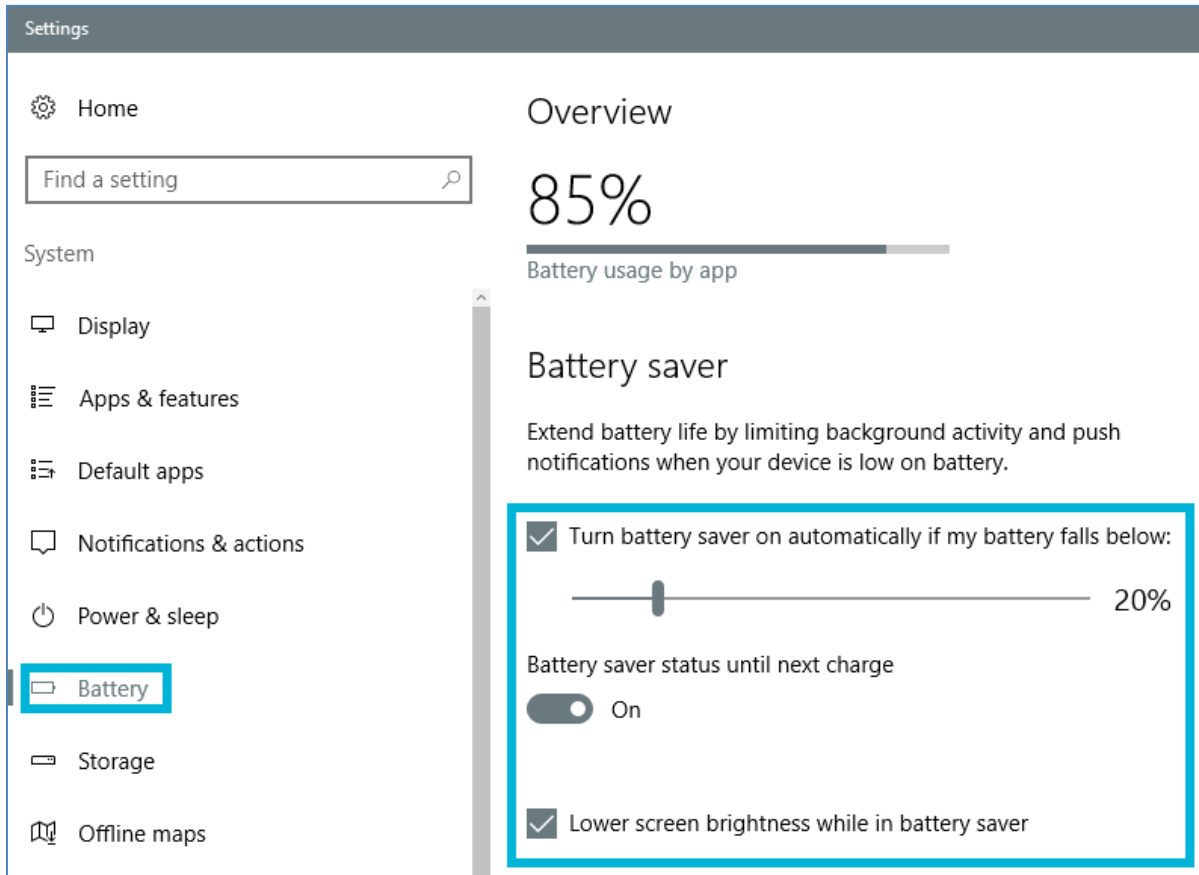 Settings
Home
Find a setting
System
Display
Apps & features
Default apps
Notifications & actions
Power & sleep
Battery
Storage
Offline maps
Overview
85%
Battery usage by app
Battery saver
Extend battery life by limiting background activity and push
notifications when your device is low on battery.
Turn battery saver on automatically if my battery falls below:
20%
Battery saver status until next charge
On
Lower screen brightness while in battery saver